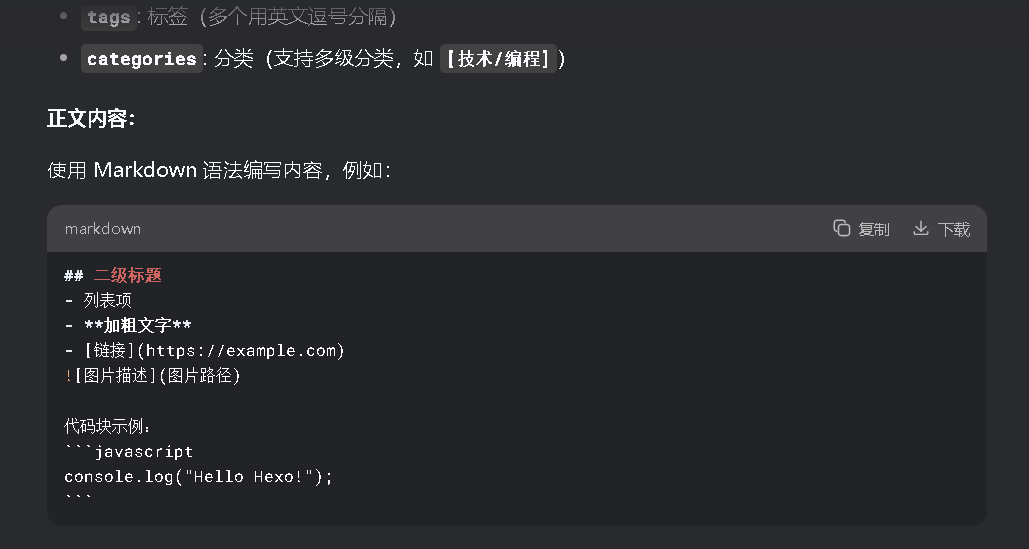 • tags: 标签（多个用英文逗号分隔）
• categories: 分类（支持多级分类，如 [技术/编程]）
正文内容：
使用 Markdown 语法编写内容，例如：
markdown 复制 下载
## 二级标题
- 列表项
- **加粗文字**
- [链接](https://example.com)
![图片描述](图片路径)
代码块示例：
```javascript
console.log("Hello Hexo!");
```